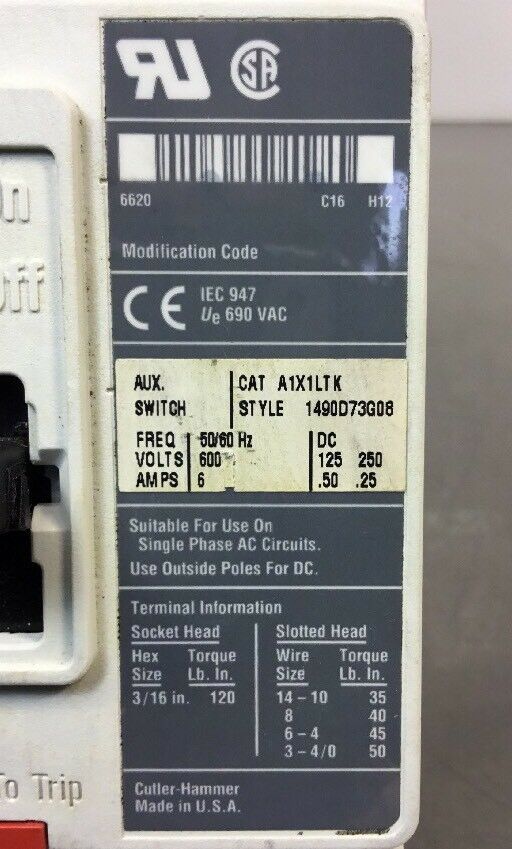 SA
6620 C16 H12
Modification Code
CE IEC 947
Ue 690 VAC
AUX. CAT A1X1LTK
SWITCH STYLE 1490D73G08
FREQ 50/60 Hz DC
VOLTS 600 125 250
AMPS 6 .50 .25
Suitable For Use On
Single Phase AC Circuits.
Use Outside Poles For DC.
Terminal Information
Socket Head Slotted Head
Hex Torque Wire Torque
Size Lb. In. Size Lb. In.
3/16 in. 120 14 – 10 35
8 40
6 – 4 45
3 – 4/0 50
Cutler-Hammer
Made in U.S.A.
On
Off
To Trip